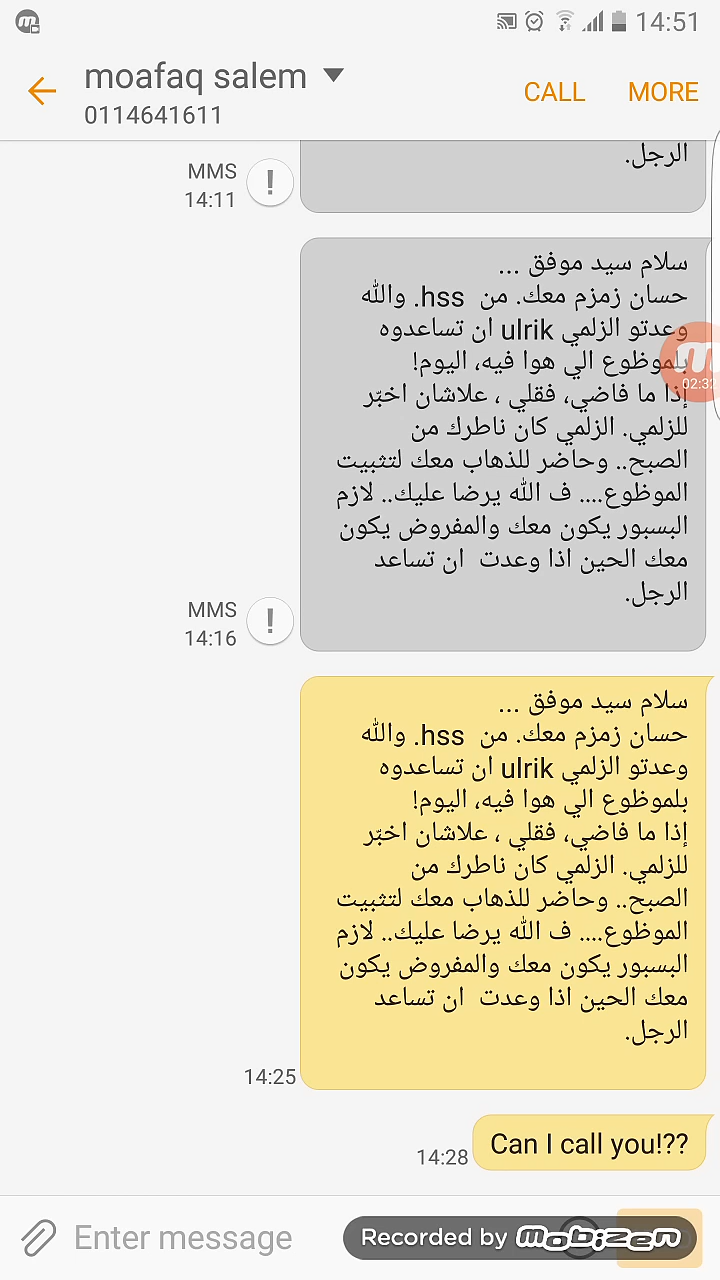 14:51
moafaq salem
0114641611
CALL
MORE
الرجل.
MMS
14:11
!
سلام سيد موفق ...
حسان زمزم معك. من hss. والله
وعدتو الزلمي ulrik ان تساعدوه
بلموظوع الي هوا فيه، اليوم!
إذا ما فاضي، فقلي ، علاشان اخبّر
للزلمي. الزلمي كان ناطرك من
الصبح.. وحاضر للذهاب معك لتثبيت
الموظوع.... ف الله يرضا عليك.. لازم
البسبور يكون معك والمفروض يكون
معك الحين اذا وعدت ان تساعد
الرجل.
MMS
14:16
!
02:32
سلام سيد موفق ...
حسان زمزم معك. من hss. والله
وعدتو الزلمي ulrik ان تساعدوه
بلموظوع الي هوا فيه، اليوم!
إذا ما فاضي، فقلي ، علاشان اخبّر
للزلمي. الزلمي كان ناطرك من
الصبح.. وحاضر للذهاب معك لتثبيت
الموظوع.... ف الله يرضا عليك.. لازم
البسبور يكون معك والمفروض يكون
معك الحين اذا وعدت ان تساعد
الرجل.
14:25
Can I call you!??
14:28
Enter message
Recorded by mobizen